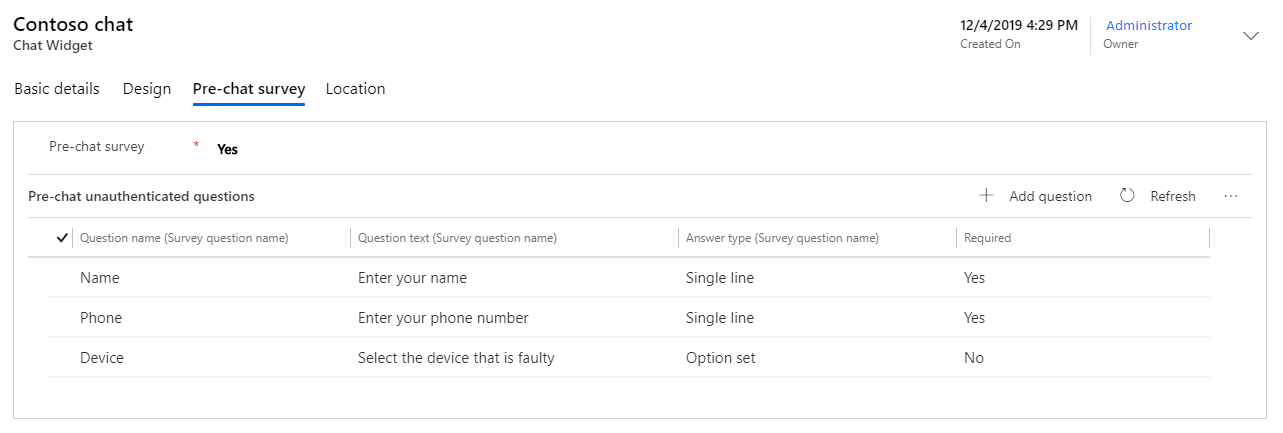 Contoso chat
Chat Widget
12/4/2019 4:29 PM
Created On
Administrator
Owner
Basic details Design Pre-chat survey Location
Pre-chat survey * Yes
Pre-chat unauthenticated questions + Add question Refresh ...
Question name (Survey question name) Question text (Survey question name) Answer type (Survey question name) Required
Name Enter your name Single line Yes
Phone Enter your phone number Single line Yes
Device Select the device that is faulty Option set No